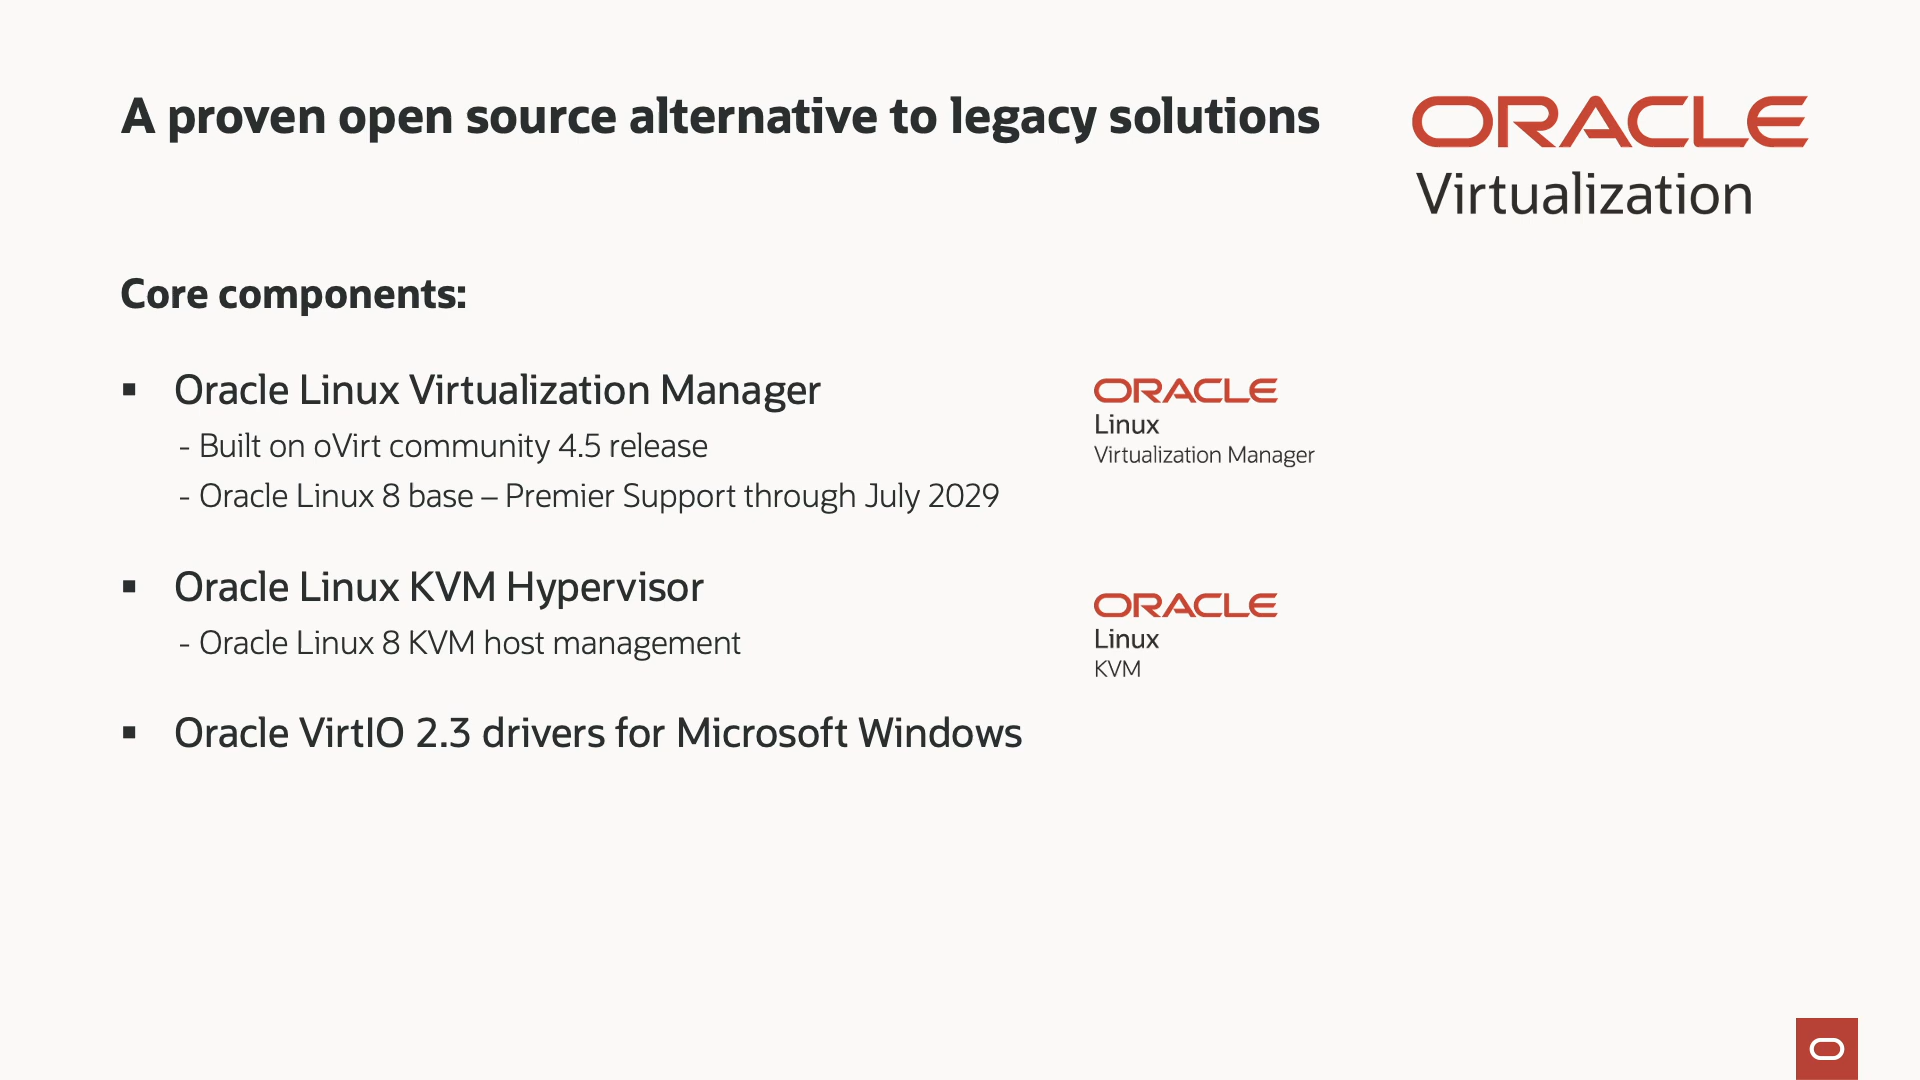 A proven open source alternative to legacy solutions
ORACLE
Virtualization
Core components:
▪ Oracle Linux Virtualization Manager
- Built on oVirt community 4.5 release
- Oracle Linux 8 base – Premier Support through July 2029
ORACLE
Linux
Virtualization Manager
▪ Oracle Linux KVM Hypervisor
- Oracle Linux 8 KVM host management
ORACLE
Linux
KVM
▪ Oracle VirtIO 2.3 drivers for Microsoft Windows